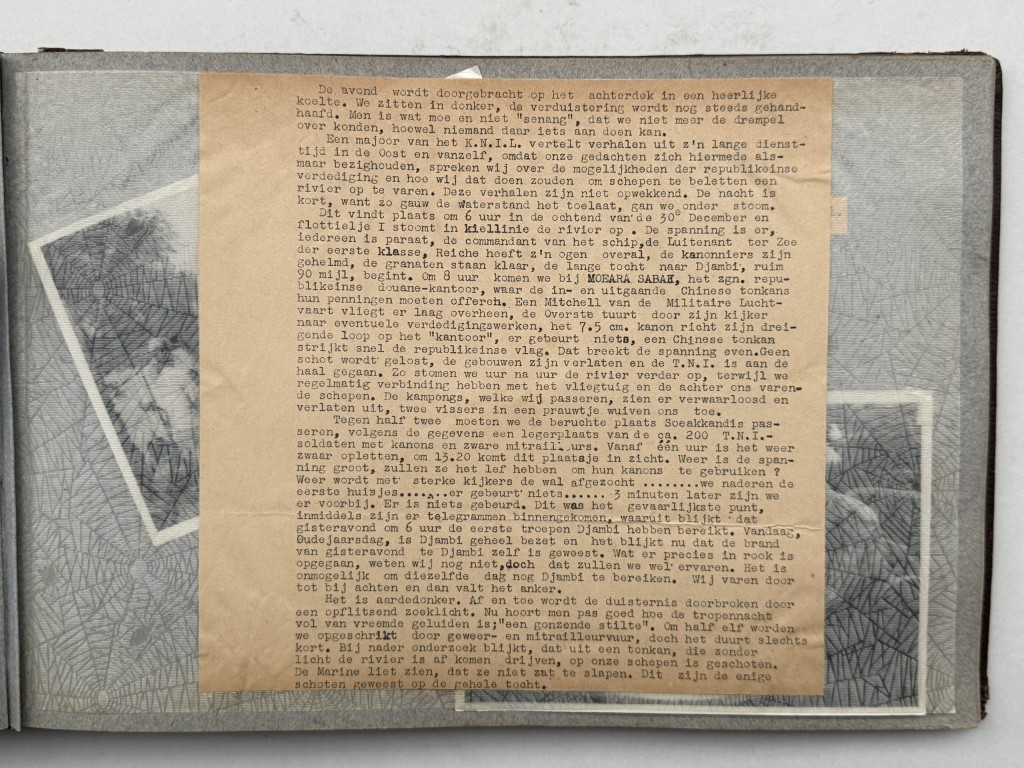 De avond wordt doorgebracht op het achterdek in een heerlijke
koelte. We zitten in donker, de verduistering wordt nog steeds gehand-
haafd. Men is wat moe en niet "senang", dat we niet meer de drempel
over konden, hoewel niemand daar iets aan doen kan.
Een majoor van het K.N.I.L. vertelt verhalen uit z'n lange dienst-
tijd in de Oost en vanzelf, omdat onze gedachten zich hiermede als-
maar bezighouden, spreken wij over de mogelijkheden der republikeinse
verdediging en hoe wij dat doen zouden om schepen te beletten een
rivier op te varen. Deze verhalen zijn niet opwekkend. De nacht is
kort, want zo gauw de waterstand het toelaat, gan we onder stoom.
Dit vindt plaats om 6 uur in de ochtend van de 30° December en
flottielje I stoomt in kiellinie de rivier op . De spanning is er,
iedereen is paraat, de commandant van het schip, de Luitenant ter Zee
der eerste klasse, Reiche heeft z'n ogen overal, de kanonniers zijn
gehelmd, de granaten staan klaar, de lange tocht naar Djambi, ruim
90 mijl, begint. Om 8 uur komen we bij MOEARA SABAK, het zgn. repu-
blikeinse douane-kantoor, waar de in- en uitgaande Chinese tonkans
hun penningen moeten offeren. Een Mitchell van de Militaire Lucht-
vaart vliegt er laag overheen, de Overste tuurt door zijn kijker
naar eventuele verdedigingswerken, het 7.5 cm. kanon richt zijn drei-
gende loop op het "kantoor", er gebeurt niets, een Chinese tonkan
strijkt snel de republikeinse vlag. Dat breekt de spanning even.Geen
schot wordt gelost, de gebouwen zijn verlaten en de T.N.I. is aan de
haal gegaan. Zo stomen we uur na uur de rivier verder op, terwijl we
regelmatig verbinding hebben met het vliegtuig en de achter ons varen-
de schepen. De kampongs, welke wij passeren, zien er verwaarloosd en
verlaten uit, twee vissers in een prauwtje wuiven ons toe.
Tegen half twee moeten we de beruchte plaats Soeakkandis pas-
seren, volgens de gegevens een legerplaats van de ca. 200 T.N.I.-
soldaten met kanons en zware mitrailleurs. Vanaf één uur is het weer
zwaar opletten, om 13.20 komt dit plaatsje in zicht. Weer is de span-
ning groot, zullen ze het lef hebben om hun kanons te gebruiken ?
Weer wordt met sterke kijkers de wal afgezocht ........we naderen de
eerste huisjes.......er gebeurt niets...... 3 minuten later zijn we
er voorbij. Er is niets gebeurd. Dit was het gevaarlijkste punt,
inmiddels zijn er telegrammen binnengekomen, waaruit blijkt dat
gisteravond om 6 uur de eerste troepen Djambi hebben bereikt. Vandaag,
Oudejaarsdag, is Djambi geheel bezet en het blijkt nu dat de brand
van gisteravond te Djambi zelf is geweest. Wat er precies in rook is
opgegaan, weten wij nog niet,doch dat zullen we wel ervaren. Het is
onmogelijk om diezelfde dag nog Djambi te bereiken. Wij varen door
tot bij achten en dan valt het anker.
Het is aardedonker. Af en toe wordt de duisternis doorbroken door
een opflitsend zoeklicht. Nu hoort men pas goed hoe de tropennacht
vol van vreemde geluiden is;"een gonzende stilte". Om half elf worden
we opgeschrikt door geweer- en mitrailleurvuur, doch het duurt slechts
kort. Bij nader onderzoek blijkt, dat uit een tonkan, die zonder
licht de rivier is af komen drijven, op onze schepen is geschoten.
De Marine liet zien, dat ze niet zat te slapen. Dit zijn de enige
schoten geweest op de gehele tocht.